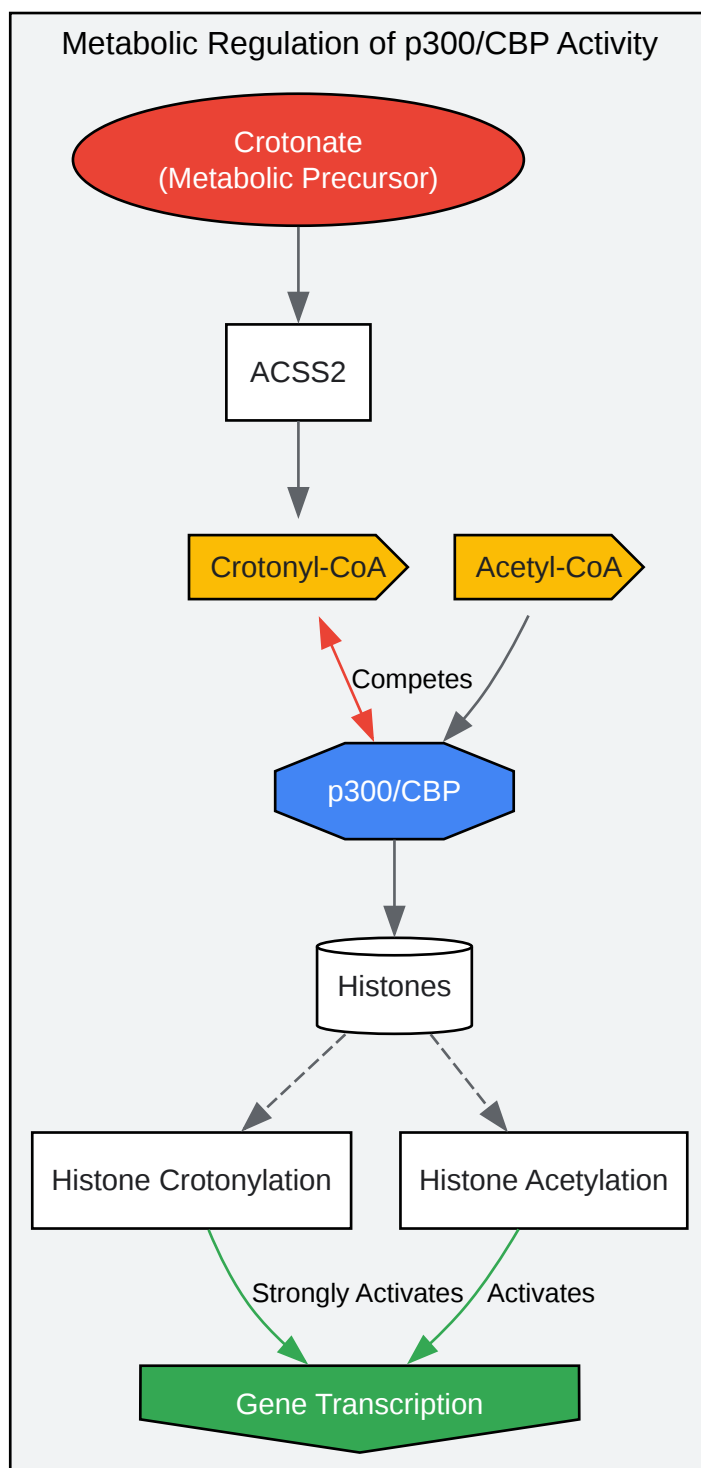 Metabolic Regulation of p300/CBP Activity
Crotonate
(Metabolic Precursor)
ACSS2
Crotonyl-CoA
Acetyl-CoA
Competes
p300/CBP
Histones
Histone Crotonylation
Histone Acetylation
Strongly Activates
Activates
Gene Transcription